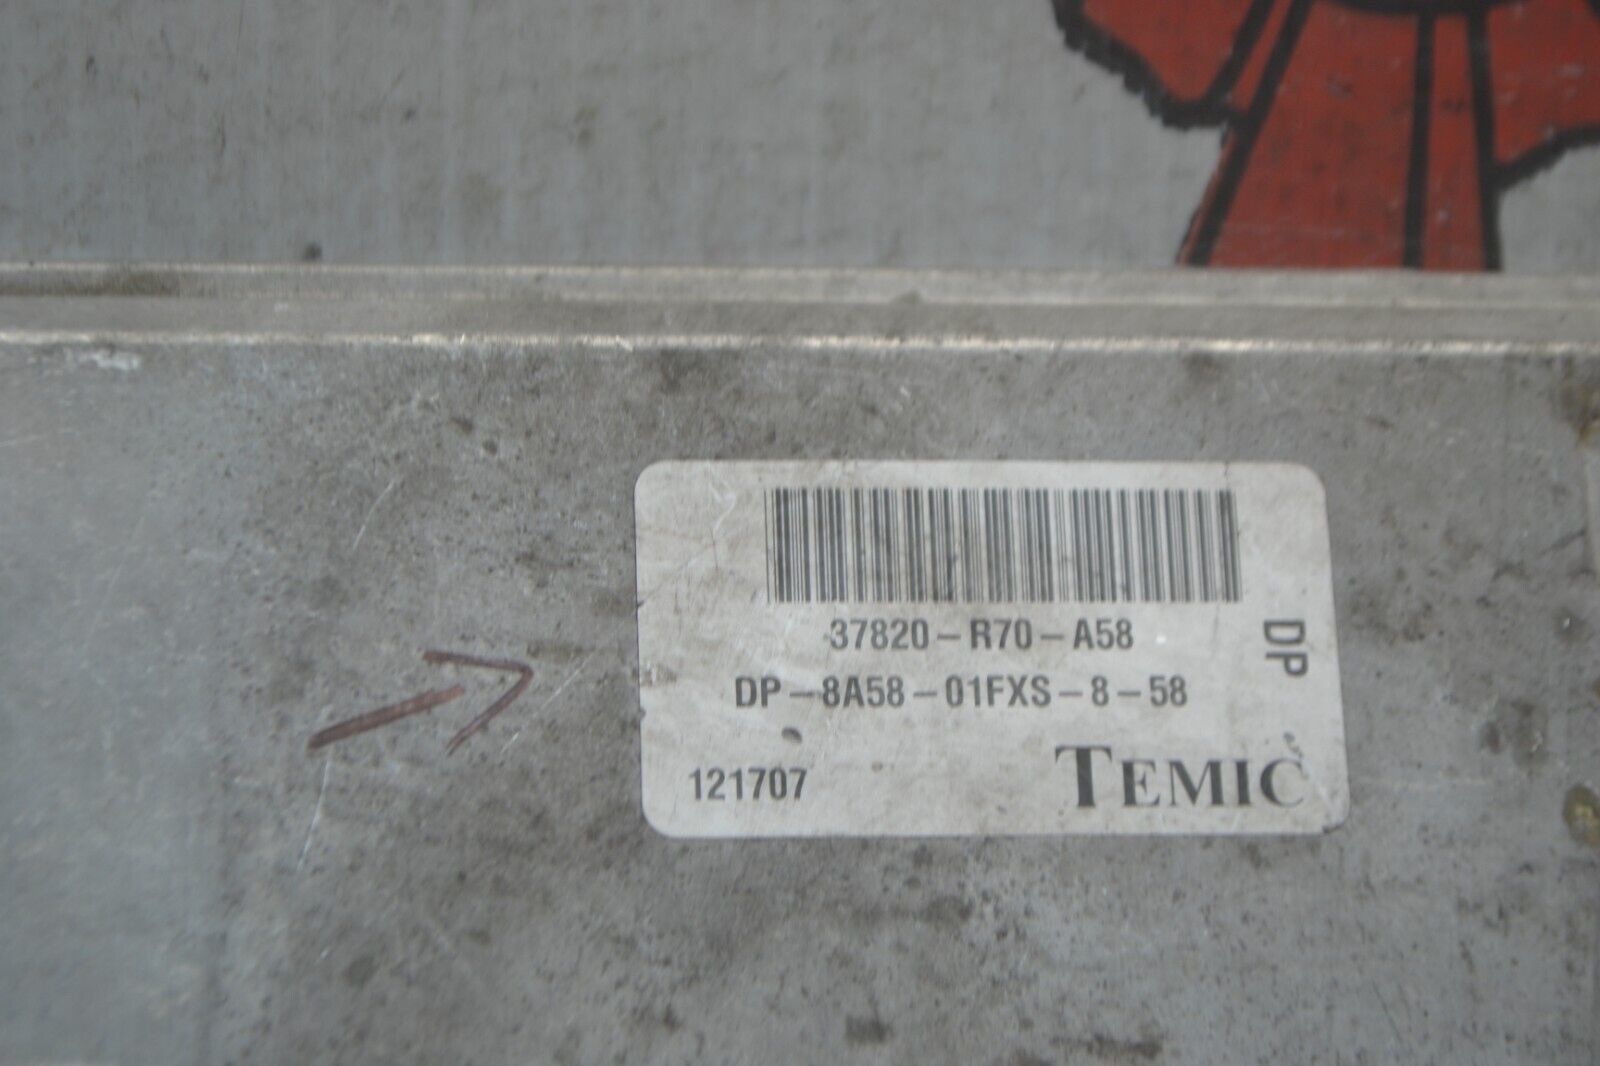 37820-R70-A58
DP-8A58-01FXS-8-58
121707
TEMIC
DP